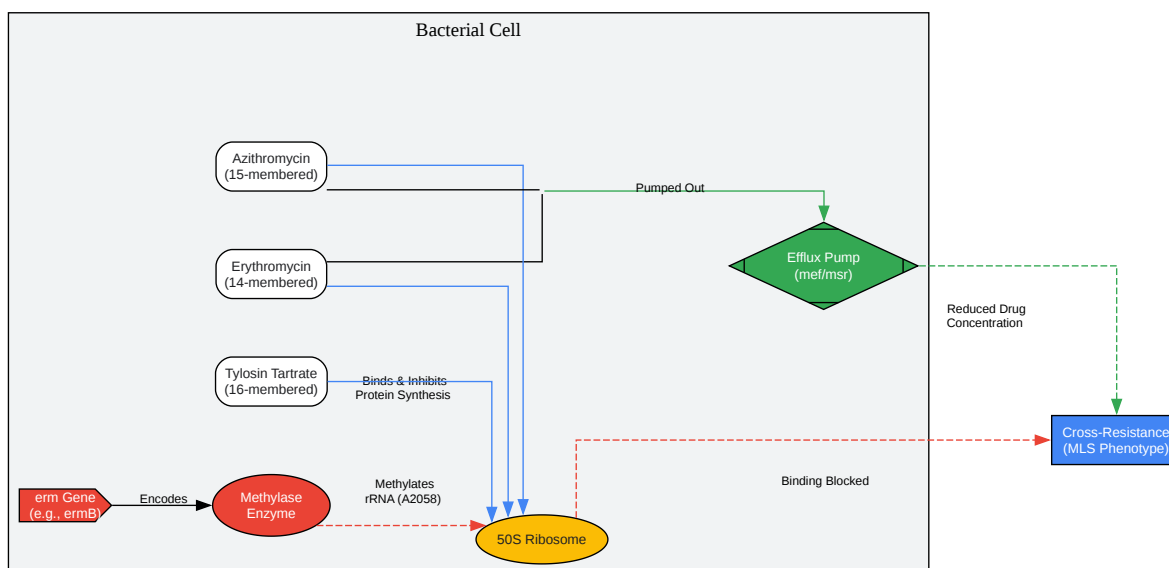 Bacterial Cell
Azithromycin
(15-membered)
Pumped Out
Erythromycin
(14-membered)
Efflux Pump
(mef/msr)
Reduced Drug
Concentration
Tylosin Tartrate
(16-membered)
Binds & Inhibits
Protein Synthesis
Cross-Resistance
(MLS Phenotype)
erm Gene
(e.g., ermB)
Encodes
Methylase
Enzyme
Methylates
rRNA (A2058)
Binding Blocked
50S Ribosome